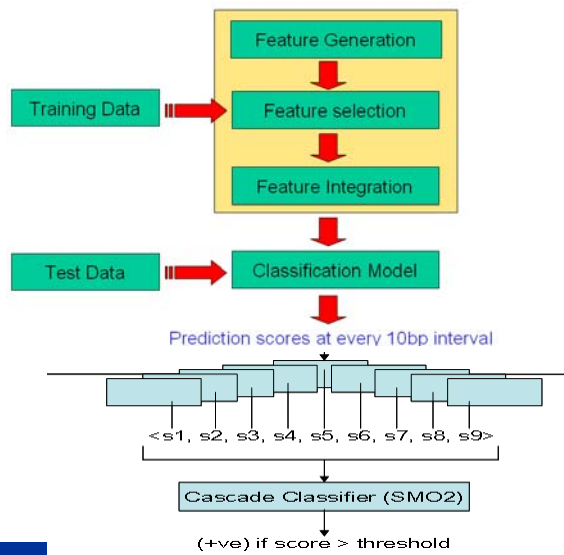 Feature Generation
Training Data
Feature selection
Feature Integration
Test Data
Classification Model
Prediction scores at every 10bp interval
<s1, s2, s3, s4, s5, s6, s7, s8, s9>
Cascade Classifier (SMO2)
(+ve) if score > threshold